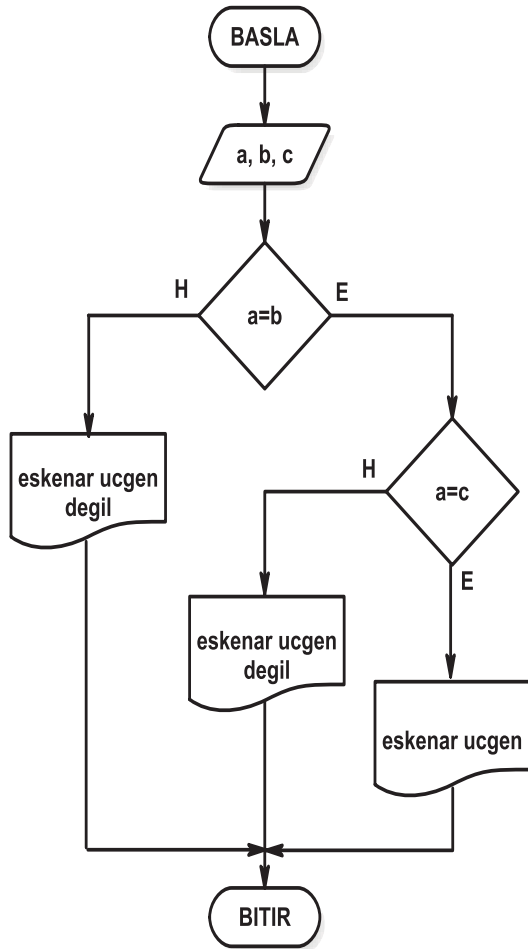 BASLA
a, b, c
H
E
a=b
eskenar ucgen
degil
H
a=c
E
eskenar ucgen
degil
eskenar ucgen
BITIR